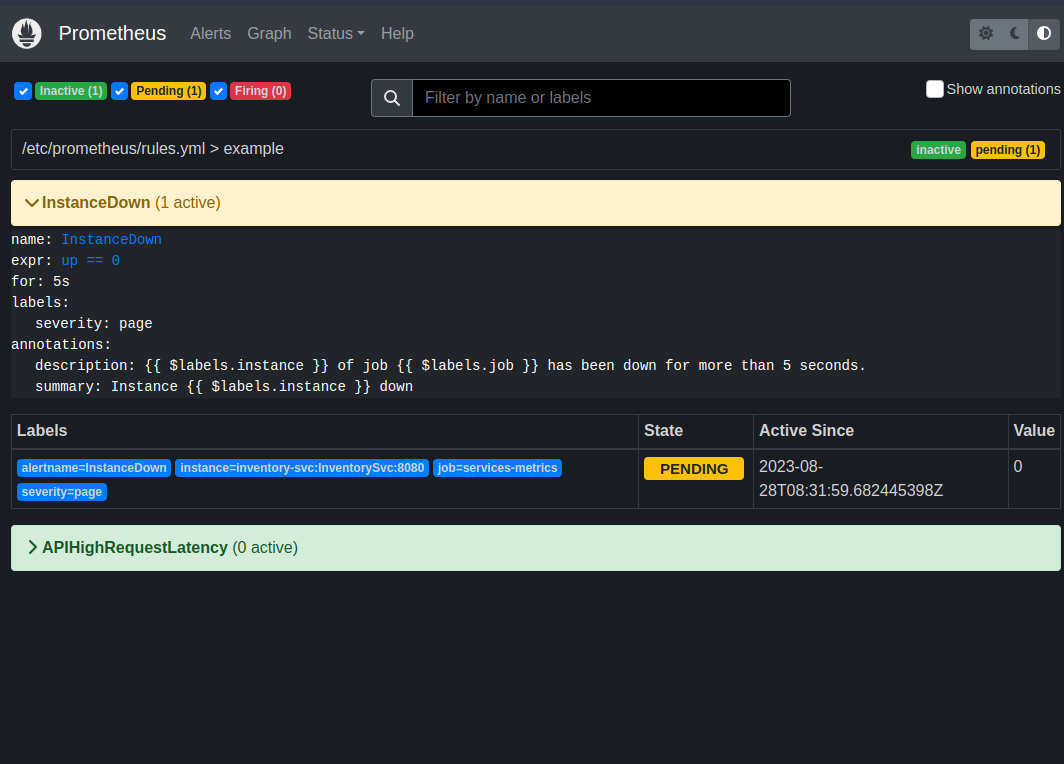 Prometheus Alerts Graph Status Help
Inactive (1) Pending (1) Firing (0) Filter by name or labels Show annotations
/etc/prometheus/rules.yml > example inactive pending (1)
InstanceDown (1 active)
name: InstanceDown
expr: up == 0
for: 5s
labels:
severity: page
annotations:
description: {{ $labels.instance }} of job {{ $labels.job }} has been down for more than 5 seconds.
summary: Instance {{ $labels.instance }} down
Labels State Active Since Value
alertname=InstanceDown instance=inventory-svc:InventorySvc:8080 job=services-metrics PENDING 2023-08- 0
severity=page 28T08:31:59.682445398Z
APIHighRequestLatency (0 active)